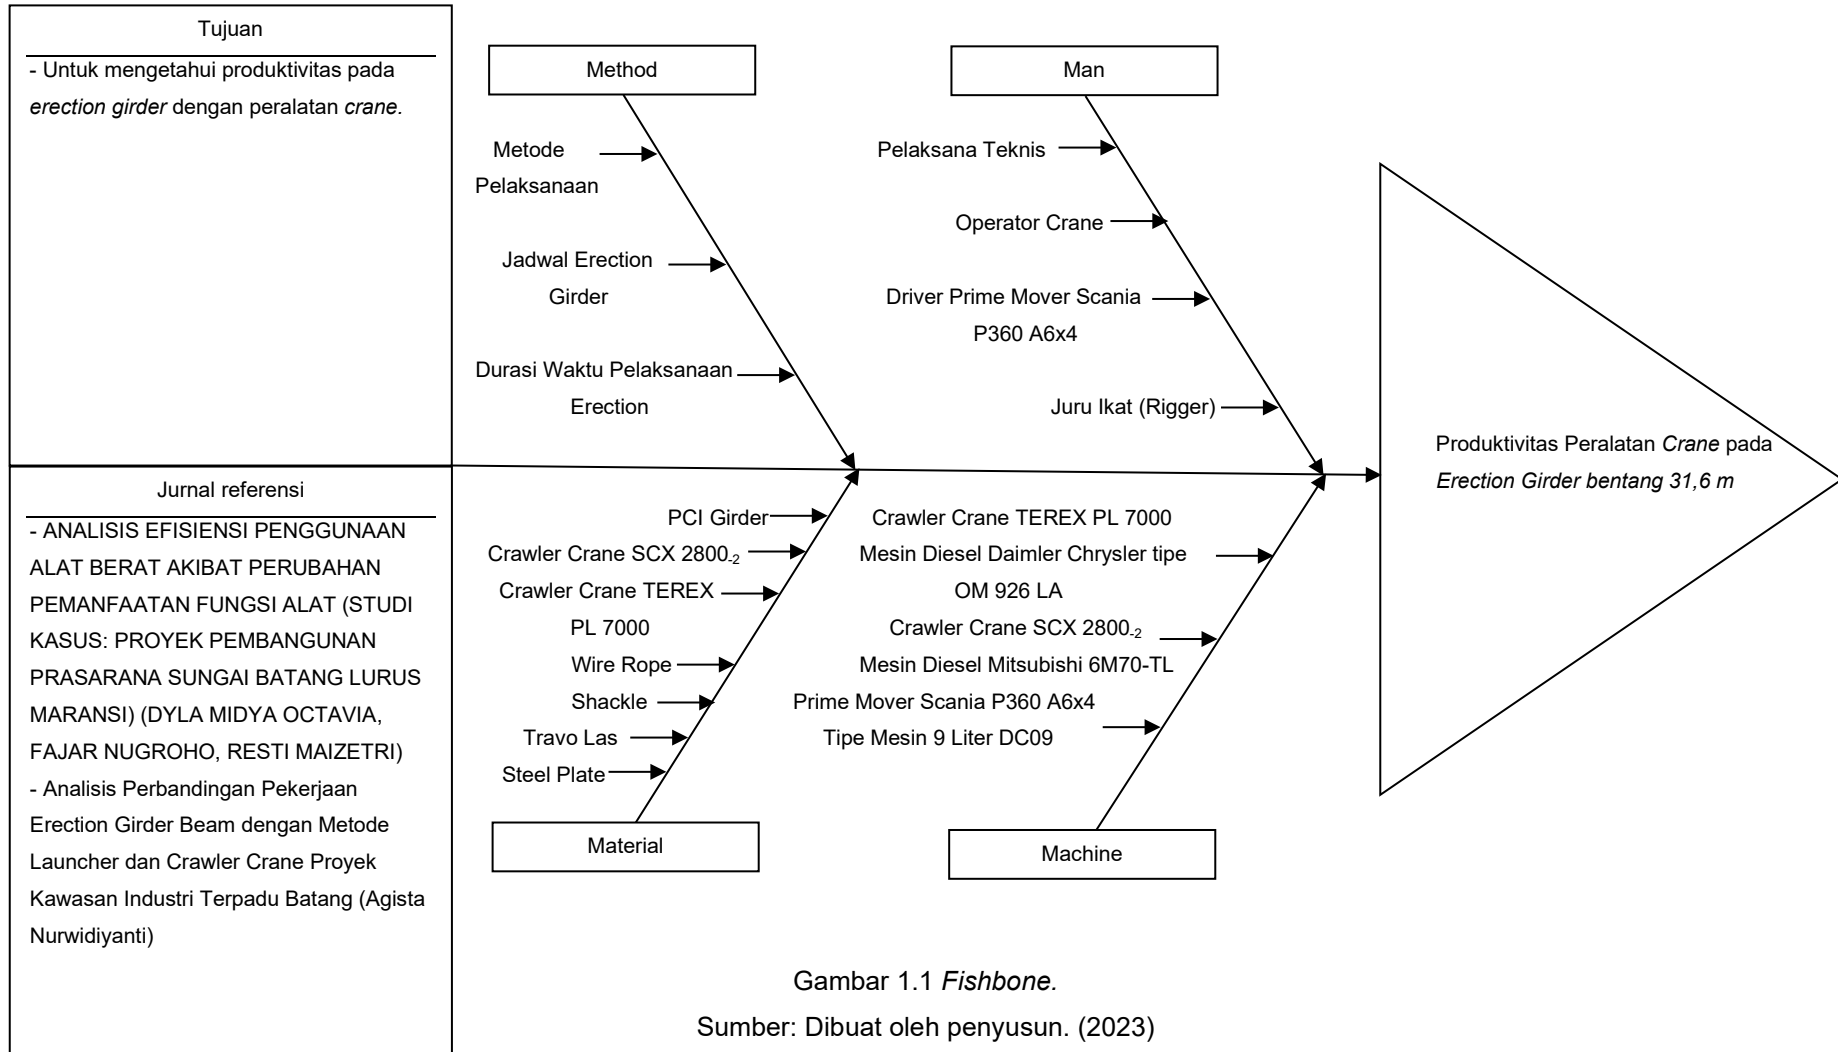 Tujuan
- Untuk mengetahui produktivitas pada
erection girder dengan peralatan crane.
Jurnal referensi
- ANALISIS EFISIENSI PENGGUNAAN
ALAT BERAT AKIBAT PERUBAHAN
PEMANFAATAN FUNGSI ALAT (STUDI
KASUS: PROYEK PEMBANGUNAN
PRASARANA SUNGAI BATANG LURUS
MARANSI) (DYLA MIDYA OCTAVIA,
FAJAR NUGROHO, RESTI MAIZETRI)
- Analisis Perbandingan Pekerjaan
Erection Girder Beam dengan Metode
Launcher dan Crawler Crane Proyek
Kawasan Industri Terpadu Batang (Agista
Nurwidiyanti)
Method
Metode
Pelaksanaan
Jadwal Erection
Girder
Durasi Waktu Pelaksanaan
Erection
Man
Pelaksana Teknis
Operator Crane
Driver Prime Mover Scania
P360 A6x4
Juru Ikat (Rigger)
PCI Girder
Crawler Crane SCX 2800-2
Crawler Crane TEREX
PL 7000
Wire Rope
Shackle
Travo Las
Steel Plate
Material
Crawler Crane TEREX PL 7000
Mesin Diesel Daimler Chrysler tipe
OM 926 LA
Crawler Crane SCX 2800-2
Mesin Diesel Mitsubishi 6M70-TL
Prime Mover Scania P360 A6x4
Tipe Mesin 9 Liter DC09
Machine
Produktivitas Peralatan Crane pada
Erection Girder bentang 31,6 m
Gambar 1.1 Fishbone.
Sumber: Dibuat oleh penyusun. (2023)